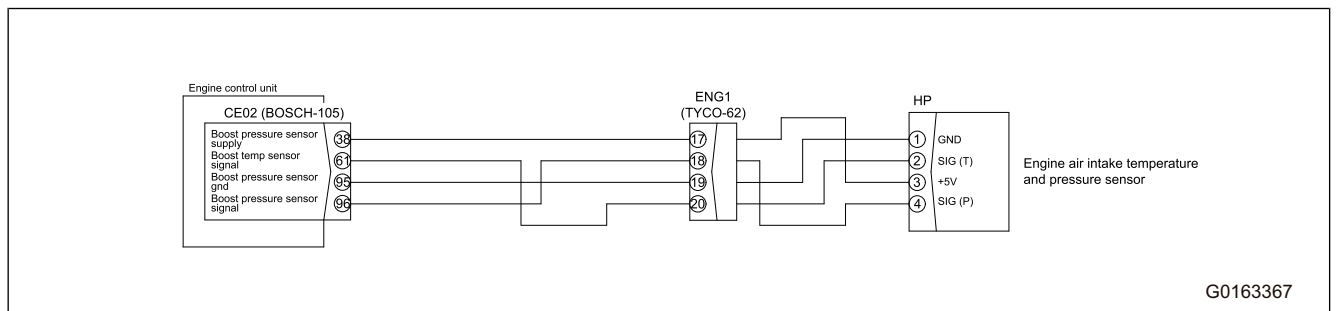 Engine control unit
CE02 (BOSCH-105)
Boost pressure sensor
supply
38
Boost temp sensor
signal
61
Boost pressure sensor
gnd
95
Boost pressure sensor
signal
96
ENG1
(TYCO-62)
17
18
19
20
HP
1 GND
2 SIG (T)
3 +5V
4 SIG (P)
Engine air intake temperature
and pressure sensor
G0163367